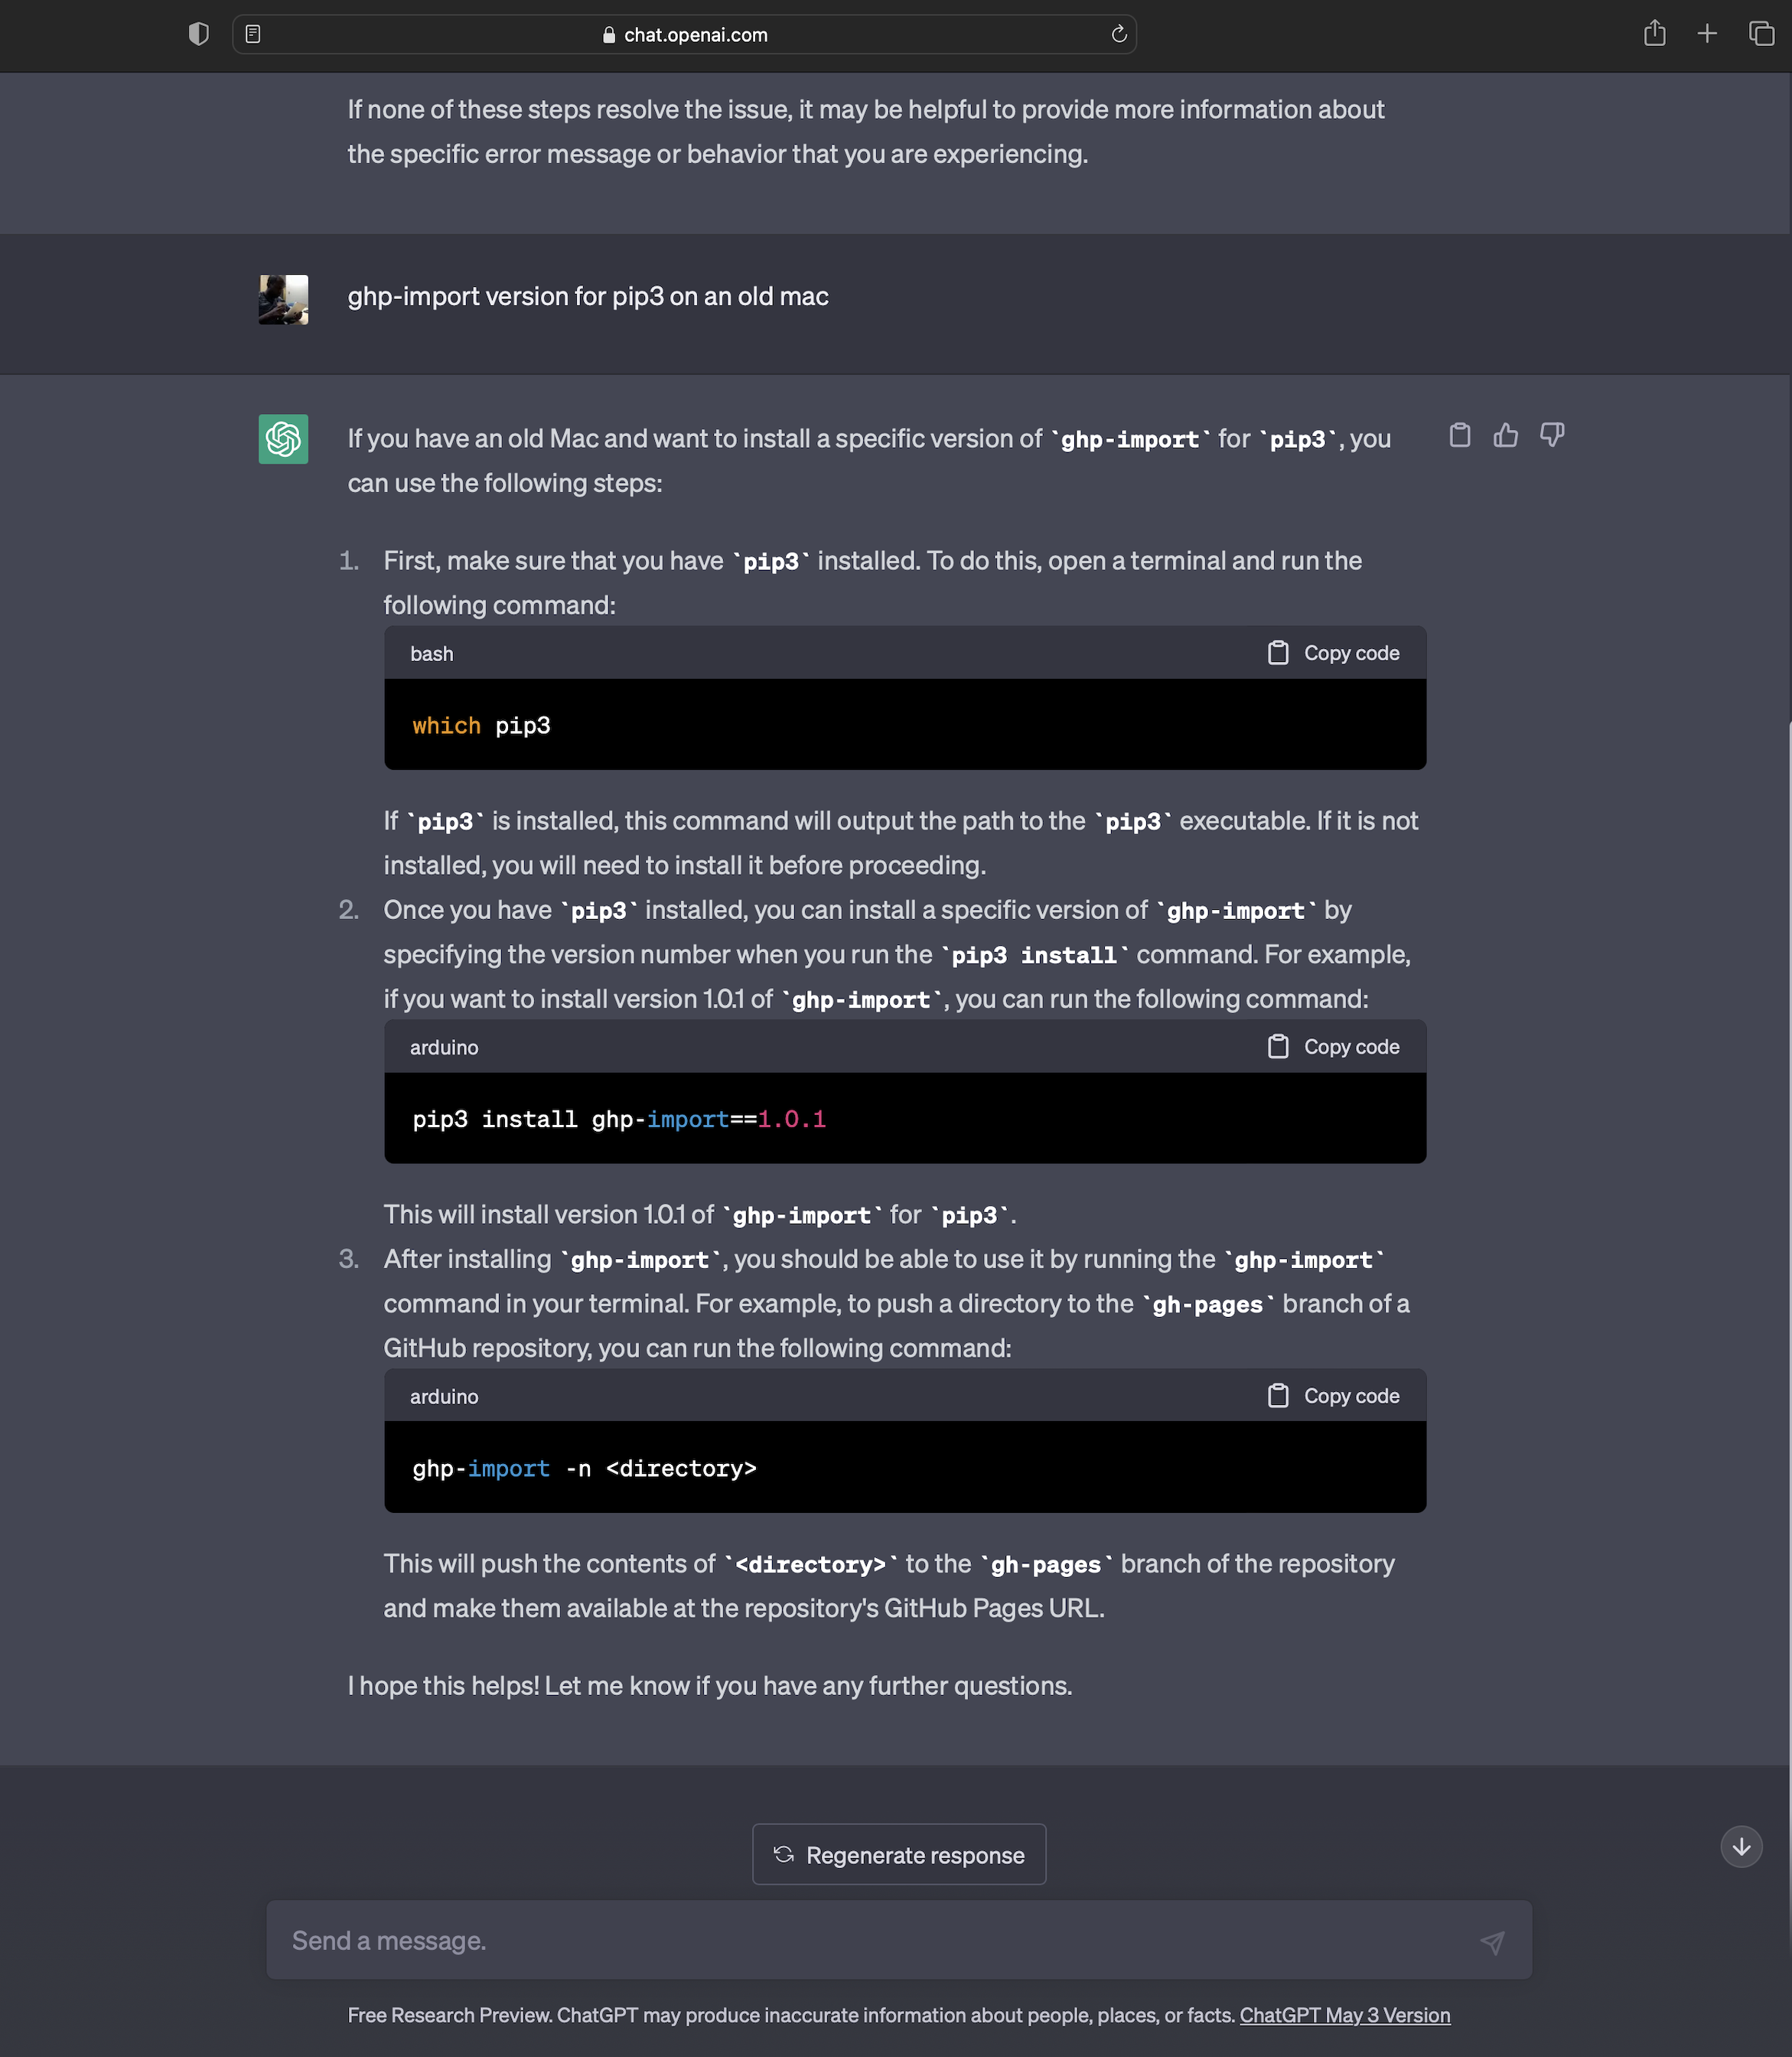 chat.openai.com
If none of these steps resolve the issue, it may be helpful to provide more information about
the specific error message or behavior that you are experiencing.
ghp-import version for pip3 on an old mac
If you have an old Mac and want to install a specific version of `ghp-import` for `pip3`, you
can use the following steps:
1. First, make sure that you have `pip3` installed. To do this, open a terminal and run the
following command:
bash Copy code
which pip3
If `pip3` is installed, this command will output the path to the `pip3` executable. If it is not
installed, you will need to install it before proceeding.
2. Once you have `pip3` installed, you can install a specific version of `ghp-import` by
specifying the version number when you run the `pip3 install` command. For example,
if you want to install version 1.0.1 of `ghp-import`, you can run the following command:
arduino Copy code
pip3 install ghp-import==1.0.1
This will install version 1.0.1 of `ghp-import` for `pip3`.
3. After installing `ghp-import`, you should be able to use it by running the `ghp-import`
command in your terminal. For example, to push a directory to the `gh-pages` branch of a
GitHub repository, you can run the following command:
arduino Copy code
ghp-import -n <directory>
This will push the contents of `<directory>` to the `gh-pages` branch of the repository
and make them available at the repository's GitHub Pages URL.
I hope this helps! Let me know if you have any further questions.
Regenerate response
Send a message.
Free Research Preview. ChatGPT may produce inaccurate information about people, places, or facts. ChatGPT May 3 Version